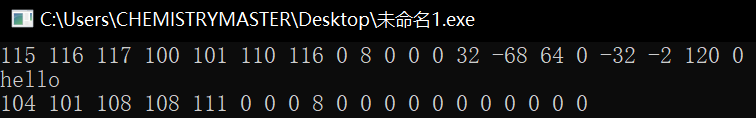 C:\Users\CHEMISTRYMASTER\Desktop\未命名1.exe
115 116 117 100 101 110 116 0 8 0 0 0 32 -68 64 0 -32 -2 120 0
hello
104 101 108 108 111 0 0 0 8 0 0 0 0 0 0 0 0 0 0 0